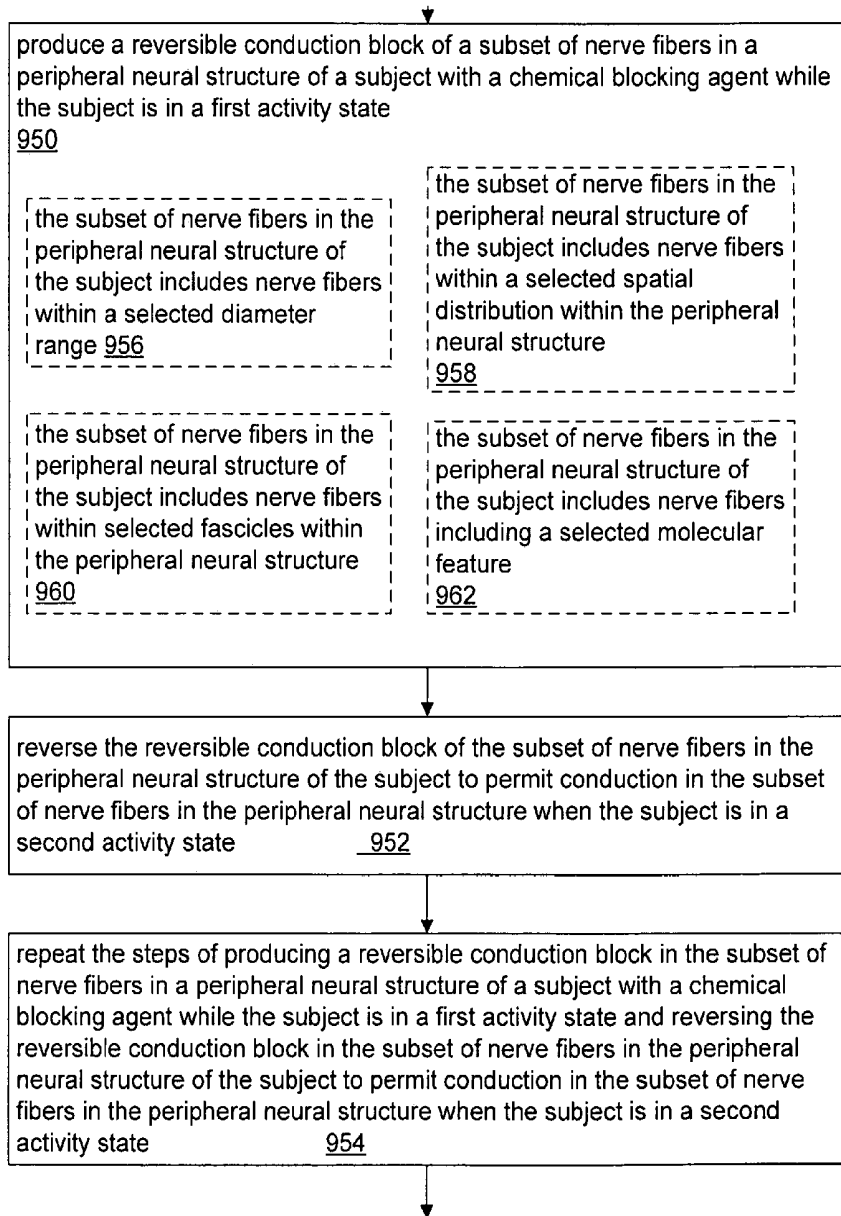 produce a reversible conduction block of a subset of nerve fibers in a
peripheral neural structure of a subject with a chemical blocking agent while
the subject is in a first activity state
950
the subset of nerve fibers in the
peripheral neural structure of
the subject includes nerve fibers
within a selected diameter
range 956
the subset of nerve fibers in the
peripheral neural structure of
the subject includes nerve fibers
within a selected spatial
distribution within the peripheral
neural structure
958
the subset of nerve fibers in the
peripheral neural structure of
the subject includes nerve fibers
within selected fascicles within
the peripheral neural structure
960
the subset of nerve fibers in the
peripheral neural structure of
the subject includes nerve fibers
including a selected molecular
feature
962
reverse the reversible conduction block of the subset of nerve fibers in the
peripheral neural structure of the subject to permit conduction in the subset
of nerve fibers in the peripheral neural structure when the subject is in a
second activity state 952
repeat the steps of producing a reversible conduction block in the subset of
nerve fibers in a peripheral neural structure of a subject with a chemical
blocking agent while the subject is in a first activity state and reversing the
reversible conduction block in the subset of nerve fibers in the peripheral
neural structure of the subject to permit conduction in the subset of nerve
fibers in the peripheral neural structure when the subject is in a second
activity state 954